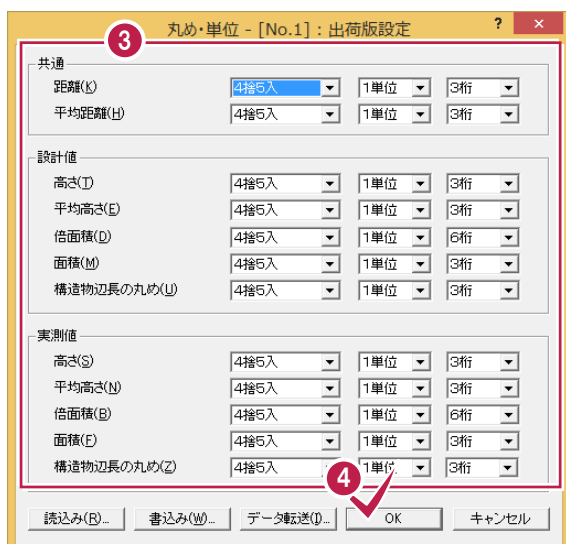 丸め・単位 - [No.1]：出荷版設定 ? ×
3
共通
距離(K) 4捨5入 1単位 3桁
平均距離(H) 4捨5入 1単位 3桁
設計値
高さ(T) 4捨5入 1単位 3桁
平均高さ(E) 4捨5入 1単位 3桁
倍面積(D) 4捨5入 1単位 6桁
面積(M) 4捨5入 1単位 3桁
構造物辺長の丸め(U) 4捨5入 1単位 3桁
実測値
高さ(S) 4捨5入 1単位 3桁
平均高さ(N) 4捨5入 1単位 3桁
倍面積(B) 4捨5入 1単位 6桁
面積(F) 4捨5入 1単位 3桁
構造物辺長の丸め(Z) 4捨5入 1単位 3桁
4
読込み(R)... 書込み(W)... データ転送(I)... OK キャンセル